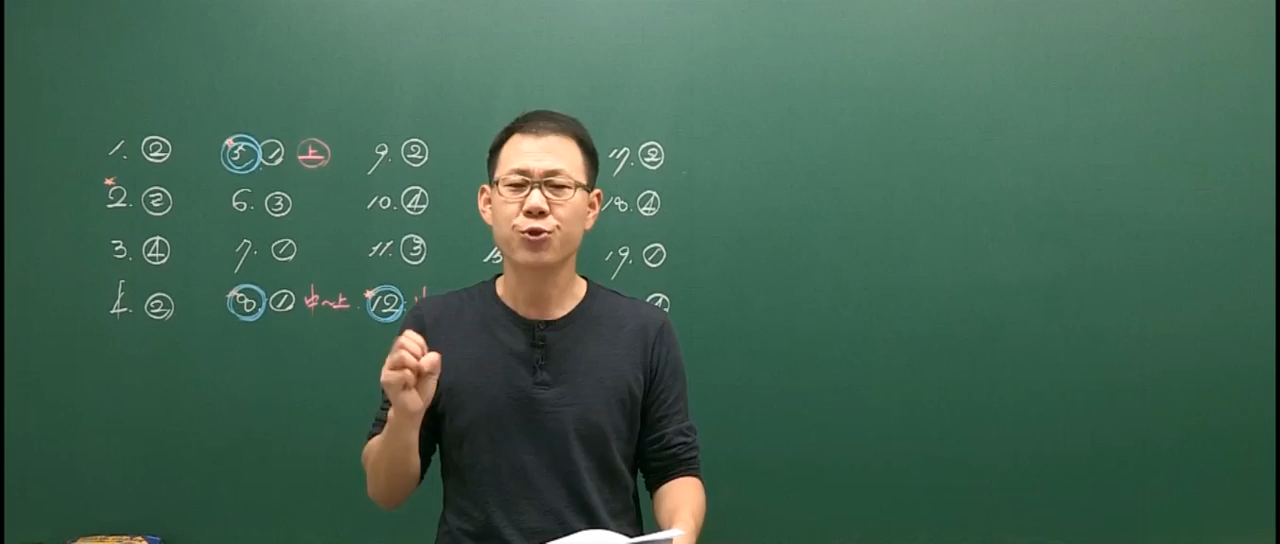 1. ② 5. ① 上 9. ② 17. ②
2. ② 6. ③ 10. ④ 18. ④
3. ④ 7. ① 11. ③ 19. ①
4. ② 8. ① 中~上 12.